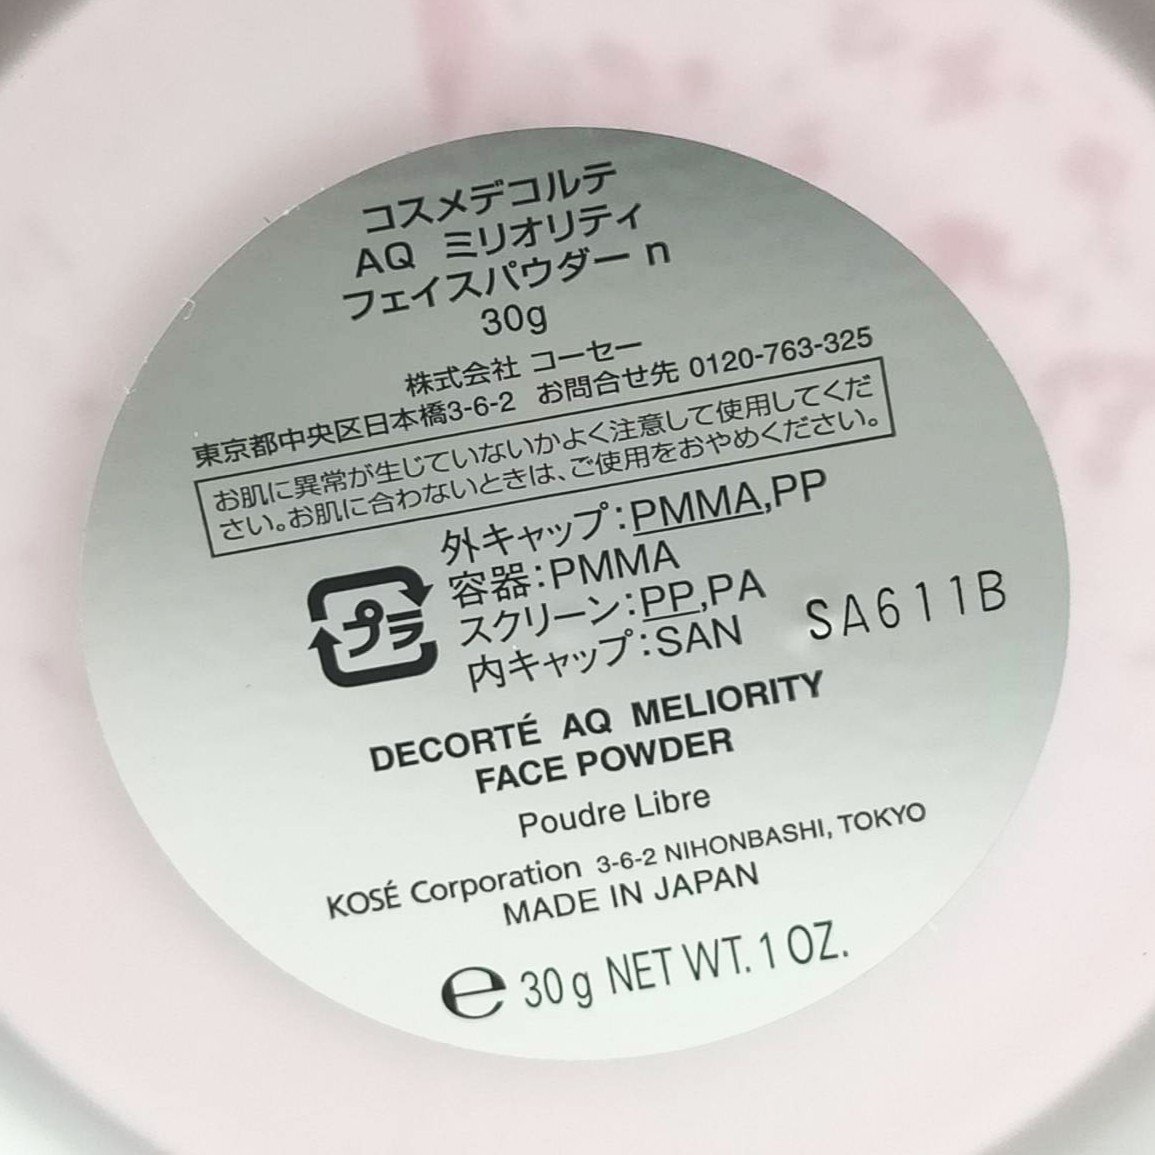 コスメデコルテ
AQ ミリオリティ
フェイスパウダー n
30g
株式会社 コーセー
東京都中央区日本橋3-6-2 お問合せ先 0120-763-325
お肌に異常が生じていないかよく注意して使用してくだ
さい。お肌に合わないときは、ご使用をおやめください。
外キャップ:PMMA,PP
容器:PMMA
スクリーン:PP,PA
内キャップ:SAN
プラ
SA611B
DECORTÉ AQ MELIORITY
FACE POWDER
Poudre Libre
KOSÉ Corporation 3-6-2 NIHONBASHI, TOKYO
MADE IN JAPAN
℮ 30g NET WT. 1 OZ.